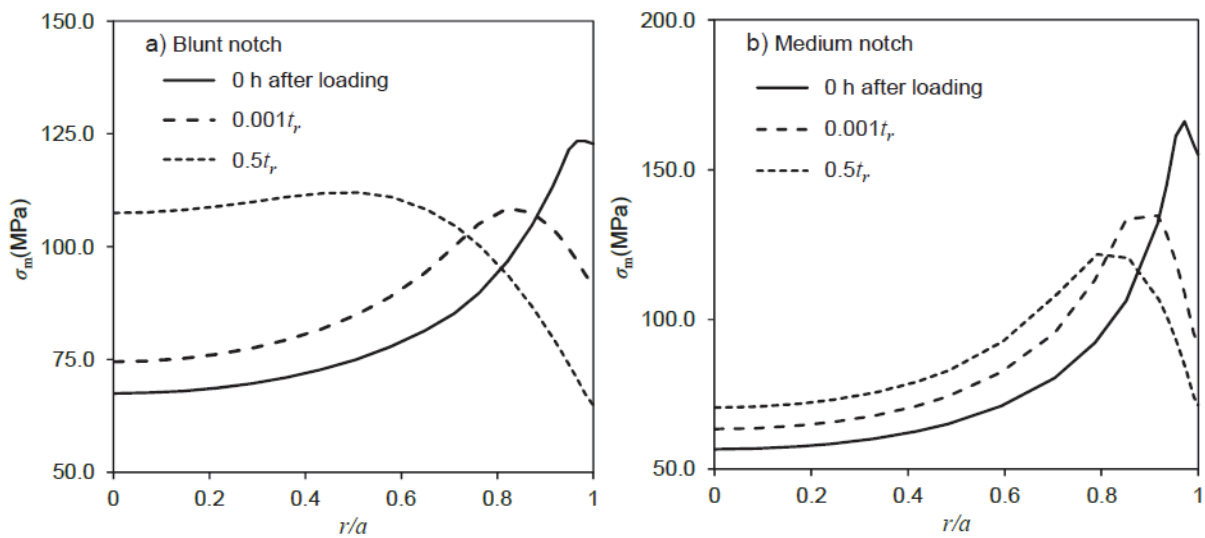 a) Blunt notch
0 h after loading
0.001tᵣ
0.5tᵣ
150.0
125.0
100.0
75.0
50.0
σₘ(MPa)
0 0.2 0.4 0.6 0.8 1
r/a
b) Medium notch
0 h after loading
0.001tᵣ
0.5tᵣ
200.0
150.0
100.0
50.0
σₘ(MPa)
0 0.2 0.4 0.6 0.8 1
r/a